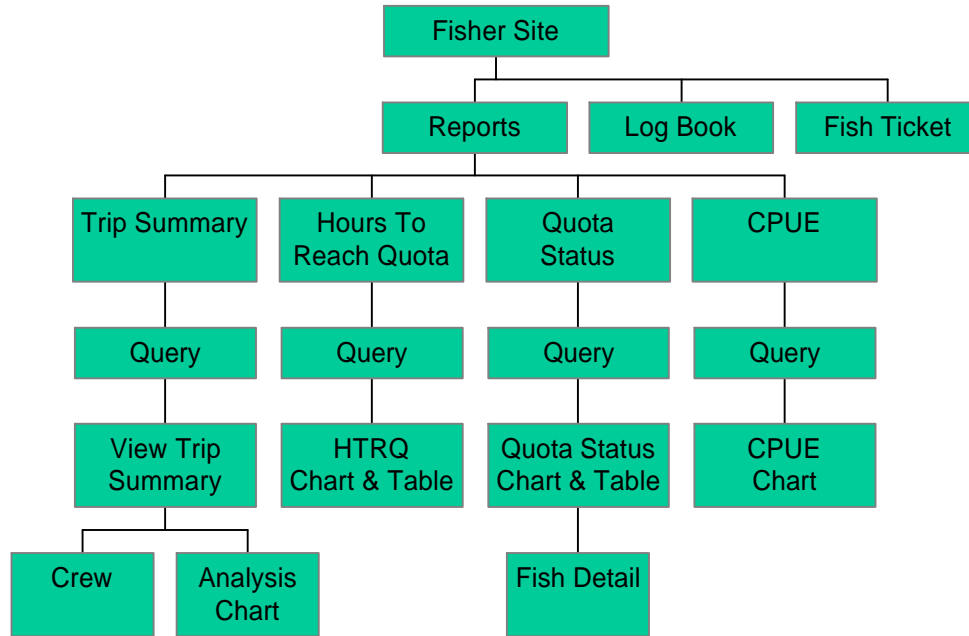 Fisher Site
Reports
Log Book
Fish Ticket
Trip Summary
Hours To
Reach Quota
Quota
Status
CPUE
Query
Query
Query
Query
View Trip
Summary
HTRQ
Chart & Table
Quota Status
Chart & Table
CPUE
Chart
Crew
Analysis
Chart
Fish Detail